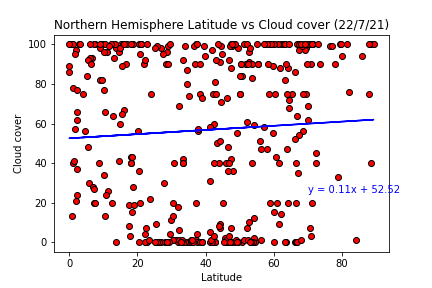 Northern Hemisphere Latitude vs Cloud cover (22/7/21)
100
80
60
40
20
0
Cloud cover
y = 0.11x + 52.52
0 20 40 60 80
Latitude